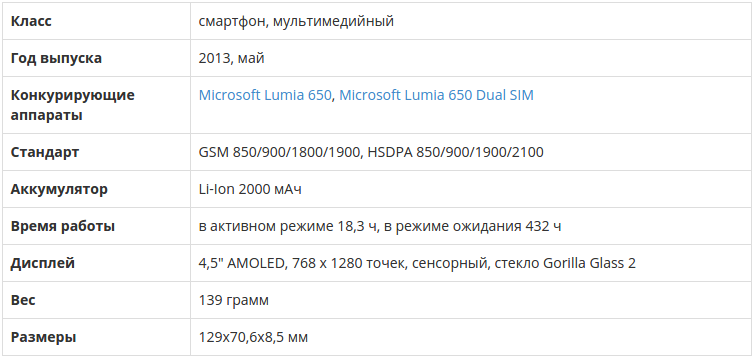 Класс смартфон, мультимедийный
Год выпуска 2013, май
Конкурирующие Microsoft Lumia 650, Microsoft Lumia 650 Dual SIM
аппараты
Стандарт GSM 850/900/1800/1900, HSDPA 850/900/1900/2100
Аккумулятор Li-Ion 2000 мАч
Время работы в активном режиме 18,3 ч, в режиме ожидания 432 ч
Дисплей 4,5" AMOLED, 768 x 1280 точек, сенсорный, стекло Gorilla Glass 2
Вес 139 грамм
Размеры 129x70,6x8,5 мм